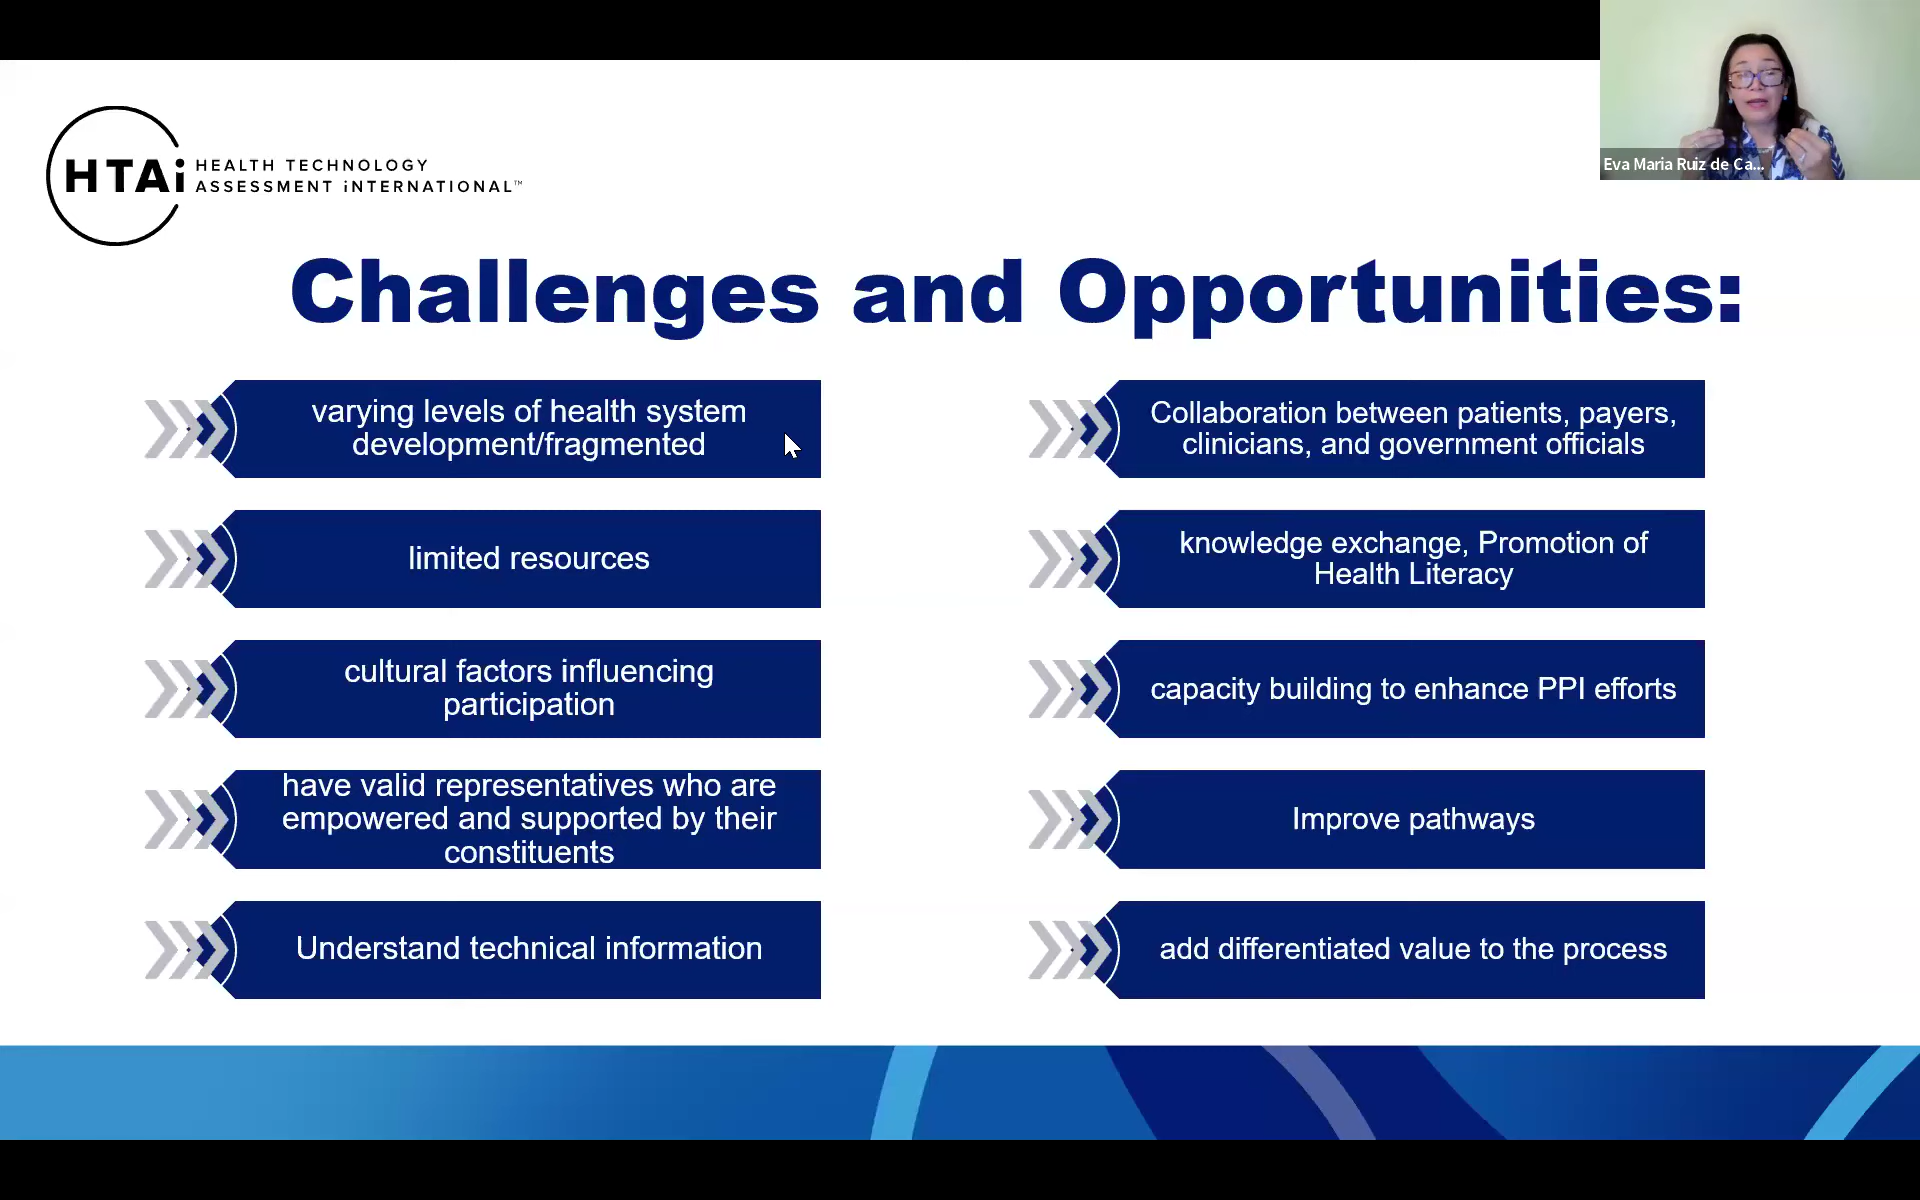 Eva Maria Ruiz de Ca...
HTAi
HEALTH TECHNOLOGY
ASSESSMENT iNTERNATIONAL™
Challenges and Opportunities:
varying levels of health system
development/fragmented
limited resources
cultural factors influencing
participation
have valid representatives who are
empowered and supported by their
constituents
Understand technical information
Collaboration between patients, payers,
clinicians, and government officials
knowledge exchange, Promotion of
Health Literacy
capacity building to enhance PPI efforts
Improve pathways
add differentiated value to the process